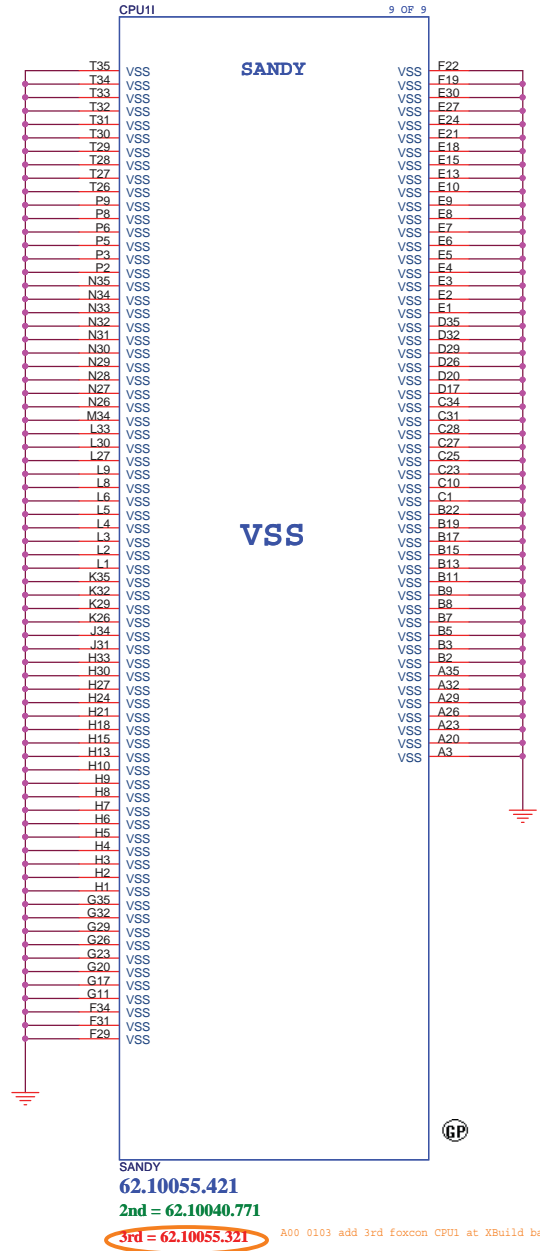 CPU1I 9 OF 9
SANDY
T35 VSS VSS F22
T34 VSS VSS F19
T33 VSS VSS E30
T32 VSS VSS E27
T31 VSS VSS E24
T30 VSS VSS E21
T29 VSS VSS E18
T28 VSS VSS E15
T27 VSS VSS E13
T26 VSS VSS E10
P9 VSS VSS E9
P8 VSS VSS E8
P6 VSS VSS E7
P5 VSS VSS E6
P3 VSS VSS E5
P2 VSS VSS E4
N35 VSS VSS E3
N34 VSS VSS E2
N33 VSS VSS E1
N32 VSS VSS D35
N31 VSS VSS D32
N30 VSS VSS D29
N29 VSS VSS D26
N28 VSS VSS D20
N27 VSS VSS D17
N26 VSS VSS C34
M34 VSS VSS C31
L33 VSS VSS C28
L30 VSS VSS C27
L27 VSS VSS C25
L9 VSS VSS C23
L8 VSS VSS C10
L6 VSS VSS C1
L5 VSS VSS B22
L4 VSS VSS B19
VSS
L3 VSS VSS B17
L2 VSS VSS B15
L1 VSS VSS B13
K35 VSS VSS B11
K32 VSS VSS B9
K29 VSS VSS B8
K26 VSS VSS B7
J34 VSS VSS B5
J31 VSS VSS B3
H33 VSS VSS B2
H30 VSS VSS A35
H27 VSS VSS A32
H24 VSS VSS A29
H21 VSS VSS A26
H18 VSS VSS A23
H15 VSS VSS A20
H13 VSS VSS A3
H10 VSS
H9 VSS
H8 VSS
H7 VSS
H6 VSS
H5 VSS
H4 VSS
H3 VSS
H2 VSS
H1 VSS
G35 VSS
G32 VSS
G29 VSS
G26 VSS
G23 VSS
G20 VSS
G17 VSS
G11 VSS
F34 VSS
F31 VSS
F29 VSS
GP
SANDY
62.10055.421
2nd = 62.10040.771
3rd = 62.10055.321 A00 0103 add 3rd foxcon CPU1 at XBuild